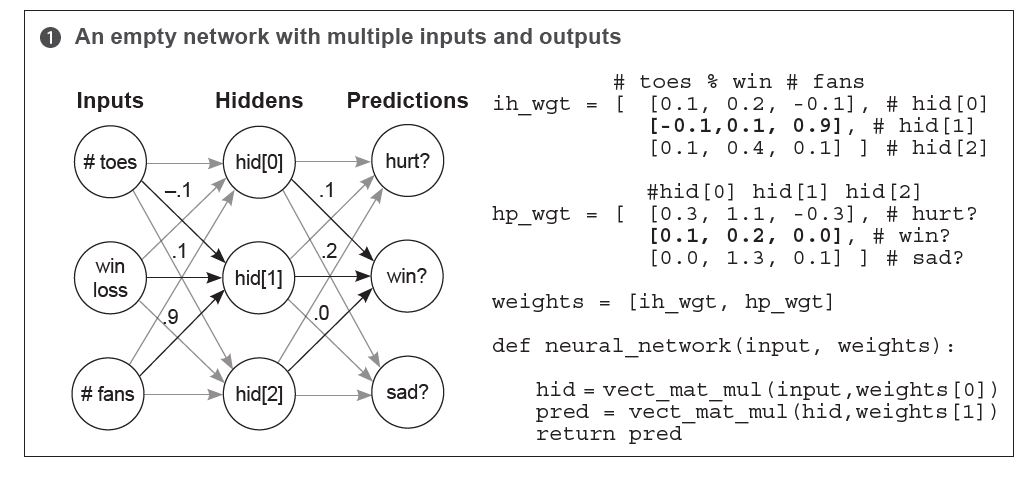 1 An empty network with multiple inputs and outputs
Inputs Hiddens Predictions
# toes hid[0] hurt?
–.1 .1
win
loss
.1 hid[1] .2 win?
.9 .0
# fans hid[2] sad?
# toes % win # fans
ih_wgt = [ [0.1, 0.2, -0.1], # hid[0]
[-0.1,0.1, 0.9], # hid[1]
[0.1, 0.4, 0.1] ] # hid[2]
#hid[0] hid[1] hid[2]
hp_wgt = [ [0.3, 1.1, -0.3], # hurt?
[0.1, 0.2, 0.0], # win?
[0.0, 1.3, 0.1] ] # sad?
weights = [ih_wgt, hp_wgt]
def neural_network(input, weights):
hid = vect_mat_mul(input,weights[0])
pred = vect_mat_mul(hid,weights[1])
return pred